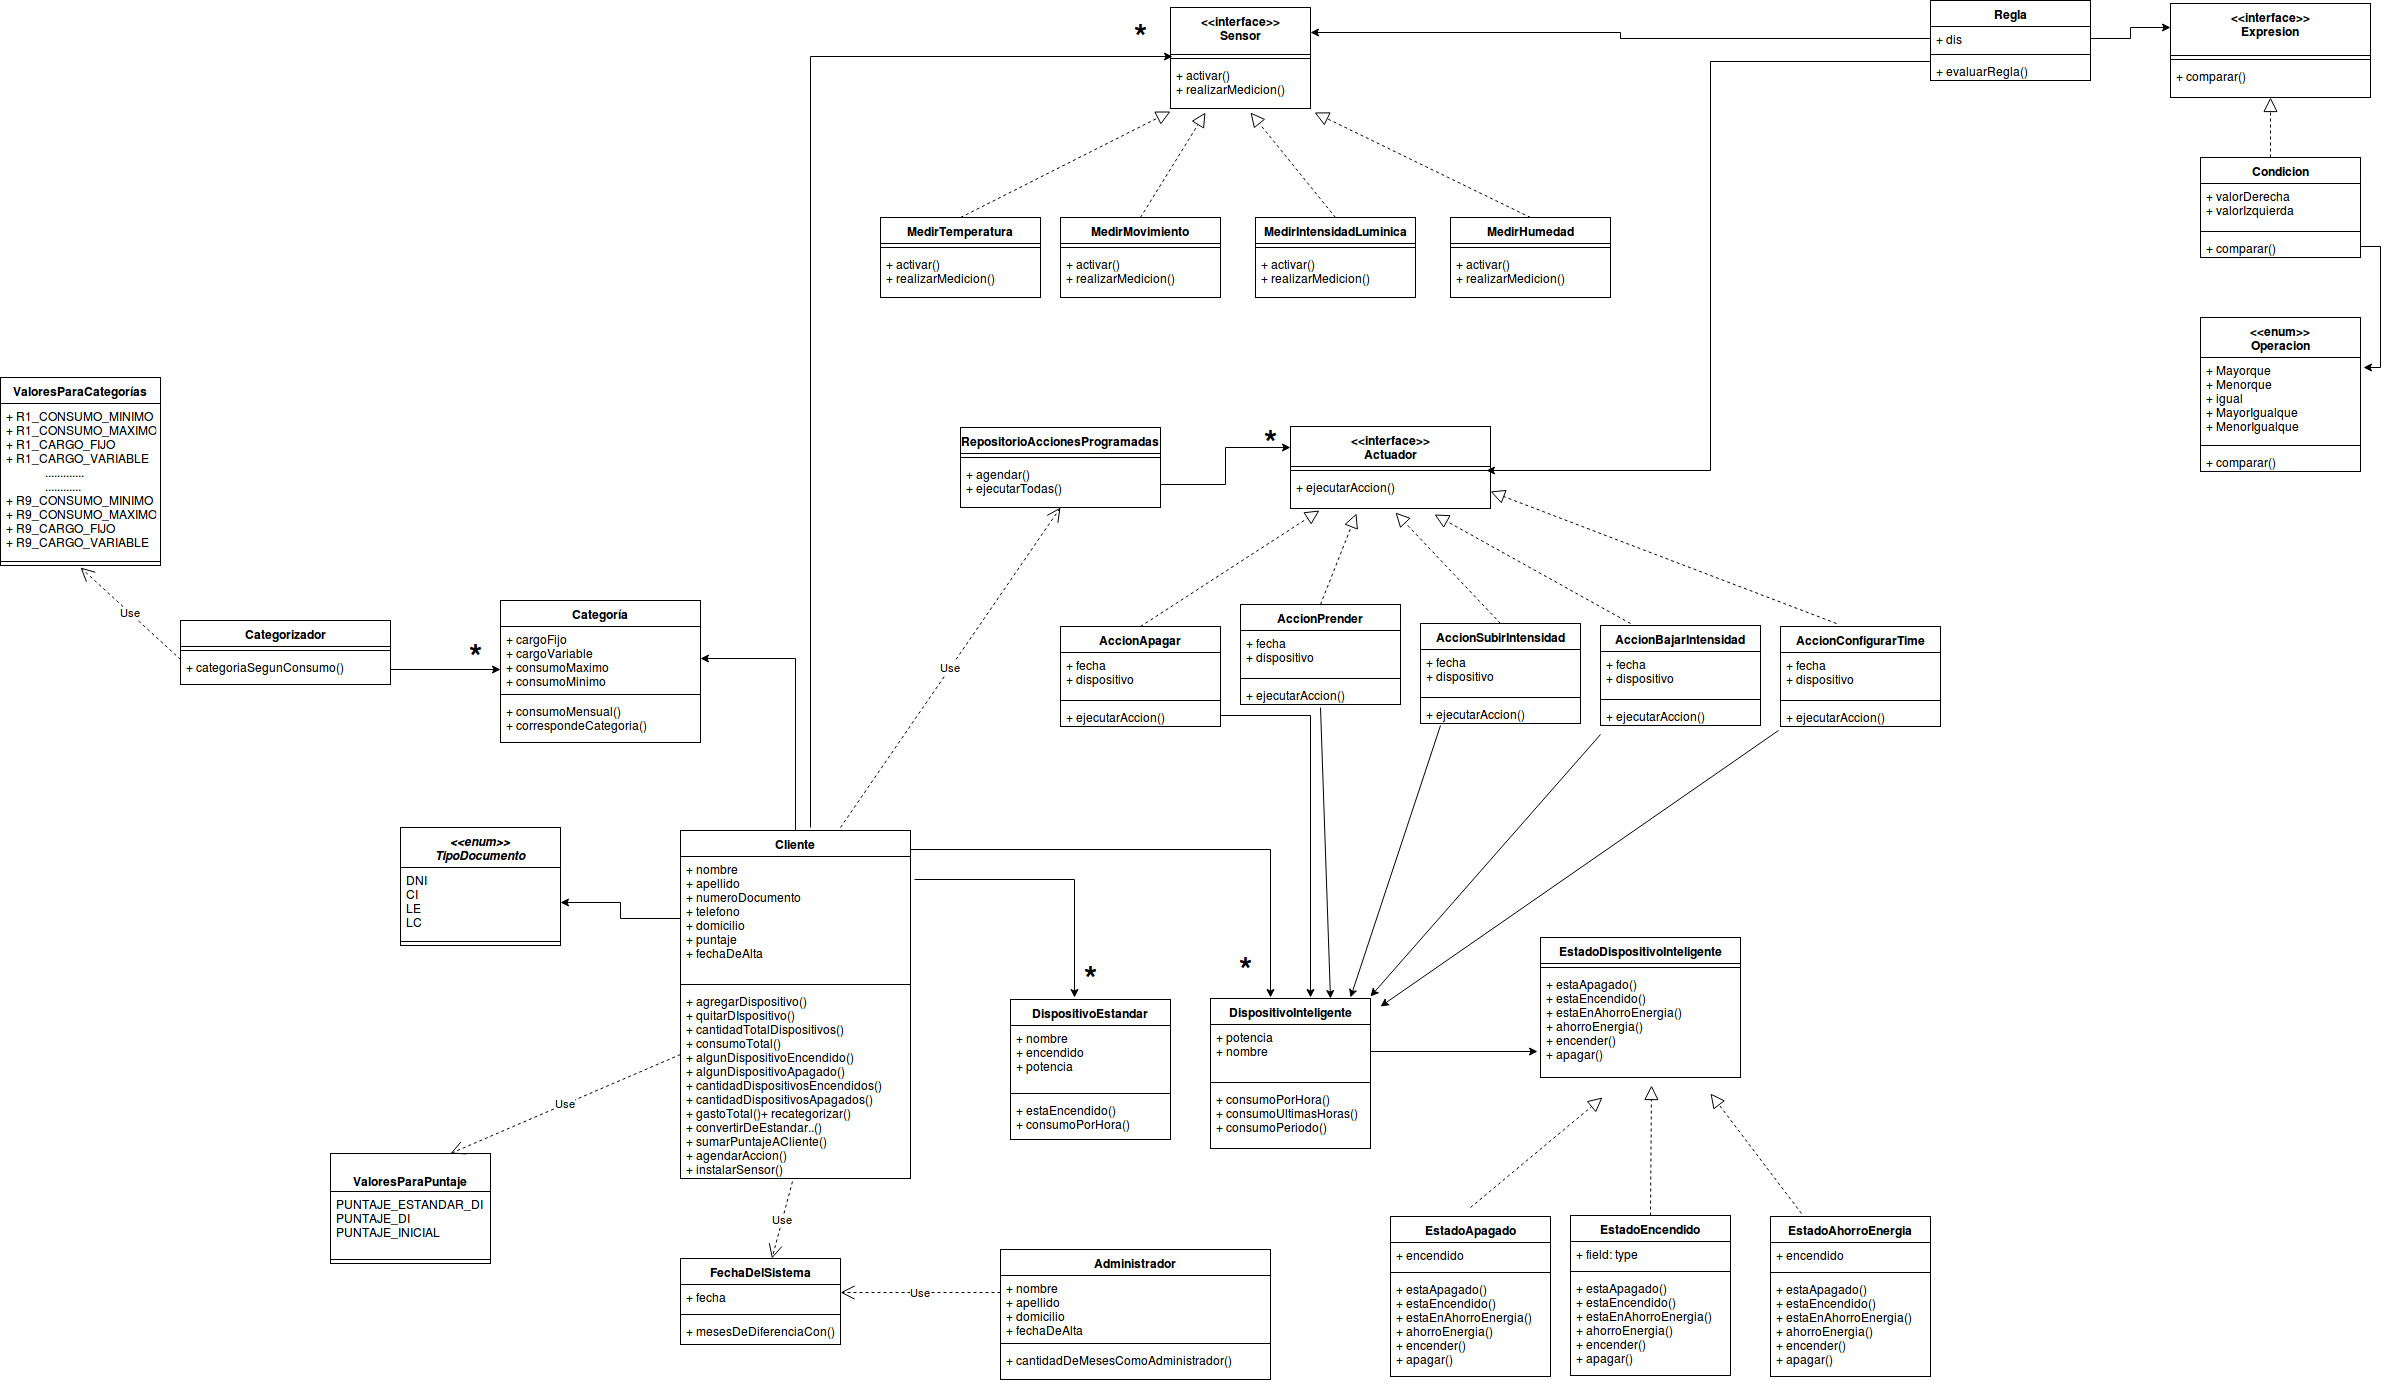 *
<<interface>>
Sensor
+ activar()
+ realizarMedicion()
Regla
+ dis
+ evaluarRegla()
<<interface>>
Expresion
+ comparar()
Condicion
+ valorDerecha
+ valorIzquierda
+ comparar()
MedirTemperatura
+ activar()
+ realizarMedicion()
MedirMovimiento
+ activar()
+ realizarMedicion()
MedirIntensidadLuminica
+ activar()
+ realizarMedicion()
MedirHumedad
+ activar()
+ realizarMedicion()
<<enum>>
Operacion
+ Mayorque
+ Menorque
+ igual
+ MayorIgualque
+ MenorIgualque
+ comparar()
ValoresParaCategorías
+ R1_CONSUMO_MINIMO
+ R1_CONSUMO_MAXIMO
+ R1_CARGO_FIJO
+ R1_CARGO_VARIABLE
.............
............
+ R9_CONSUMO_MINIMO
+ R9_CONSUMO_MAXIMO
+ R9_CARGO_FIJO
+ R9_CARGO_VARIABLE
RepositorioAccionesProgramadas
+ agendar()
+ ejecutarTodas()
*
<<interface>>
Actuador
+ ejecutarAccion()
Use
Categorizador
+ categoriaSegunConsumo()
*
Categoría
+ cargoFijo
+ cargoVariable
+ consumoMaximo
+ consumoMinimo
+ consumoMensual()
+ correspondeCategoria()
Use
AccionApagar
+ fecha
+ dispositivo
+ ejecutarAccion()
AccionPrender
+ fecha
+ dispositivo
+ ejecutarAccion()
AccionSubirIntensidad
+ fecha
+ dispositivo
+ ejecutarAccion()
AccionBajarIntensidad
+ fecha
+ dispositivo
+ ejecutarAccion()
AccionConfigurarTime
+ fecha
+ dispositivo
+ ejecutarAccion()
<<enum>>
TipoDocumento
DNI
CI
LE
LC
Cliente
+ nombre
+ apellido
+ numeroDocumento
+ telefono
+ domicilio
+ puntaje
+ fechaDeAlta
+ agregarDispositivo()
+ quitarDIspositivo()
+ cantidadTotalDispositivos()
+ consumoTotal()
+ algunDispositivoEncendido()
+ algunDispositivoApagado()
+ cantidadDispositivosEncendidos()
+ cantidadDispositivosApagados()
+ gastoTotal()+ recategorizar()
+ convertirDeEstandar..()
+ sumarPuntajeACliente()
+ agendarAccion()
+ instalarSensor()
*
DispositivoEstandar
+ nombre
+ encendido
+ potencia
+ estaEncendido()
+ consumoPorHora()
*
DispositivoInteligente
+ potencia
+ nombre
+ consumoPorHora()
+ consumoUltimasHoras()
+ consumoPeriodo()
EstadoDispositivoInteligente
+ estaApagado()
+ estaEncendido()
+ estaEnAhorroEnergia()
+ ahorroEnergia()
+ encender()
+ apagar()
Use
ValoresParaPuntaje
PUNTAJE_ESTANDAR_DI
PUNTAJE_DI
PUNTAJE_INICIAL
Use
FechaDelSistema
+ fecha
+ mesesDeDiferenciaCon()
Use
Administrador
+ nombre
+ apellido
+ domicilio
+ fechaDeAlta
+ cantidadDeMesesComoAdministrador()
EstadoApagado
+ encendido
+ estaApagado()
+ estaEncendido()
+ estaEnAhorroEnergia()
+ ahorroEnergia()
+ encender()
+ apagar()
EstadoEncendido
+ field: type
+ estaApagado()
+ estaEncendido()
+ estaEnAhorroEnergia()
+ ahorroEnergia()
+ encender()
+ apagar()
EstadoAhorroEnergia
+ encendido
+ estaApagado()
+ estaEncendido()
+ estaEnAhorroEnergia()
+ ahorroEnergia()
+ encender()
+ apagar()